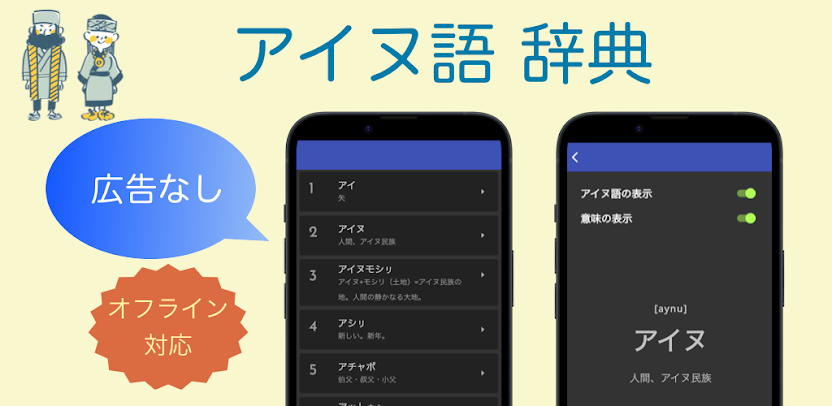 アイヌ語 辞典
広告なし
オフライン
対応
1
アイ
矢
2
アイヌ
人間、アイヌ民族
3
アイヌモシㇼ
アイヌ+モシリ（土地）=アイヌ民族の
地。人間の静かなる大地。
4
アシㇼ
新しい。新年。
5
アチャポ
伯父・叔父・小父
アイヌ語の表示
意味の表示
[aynu]
アイヌ
人間、アイヌ民族